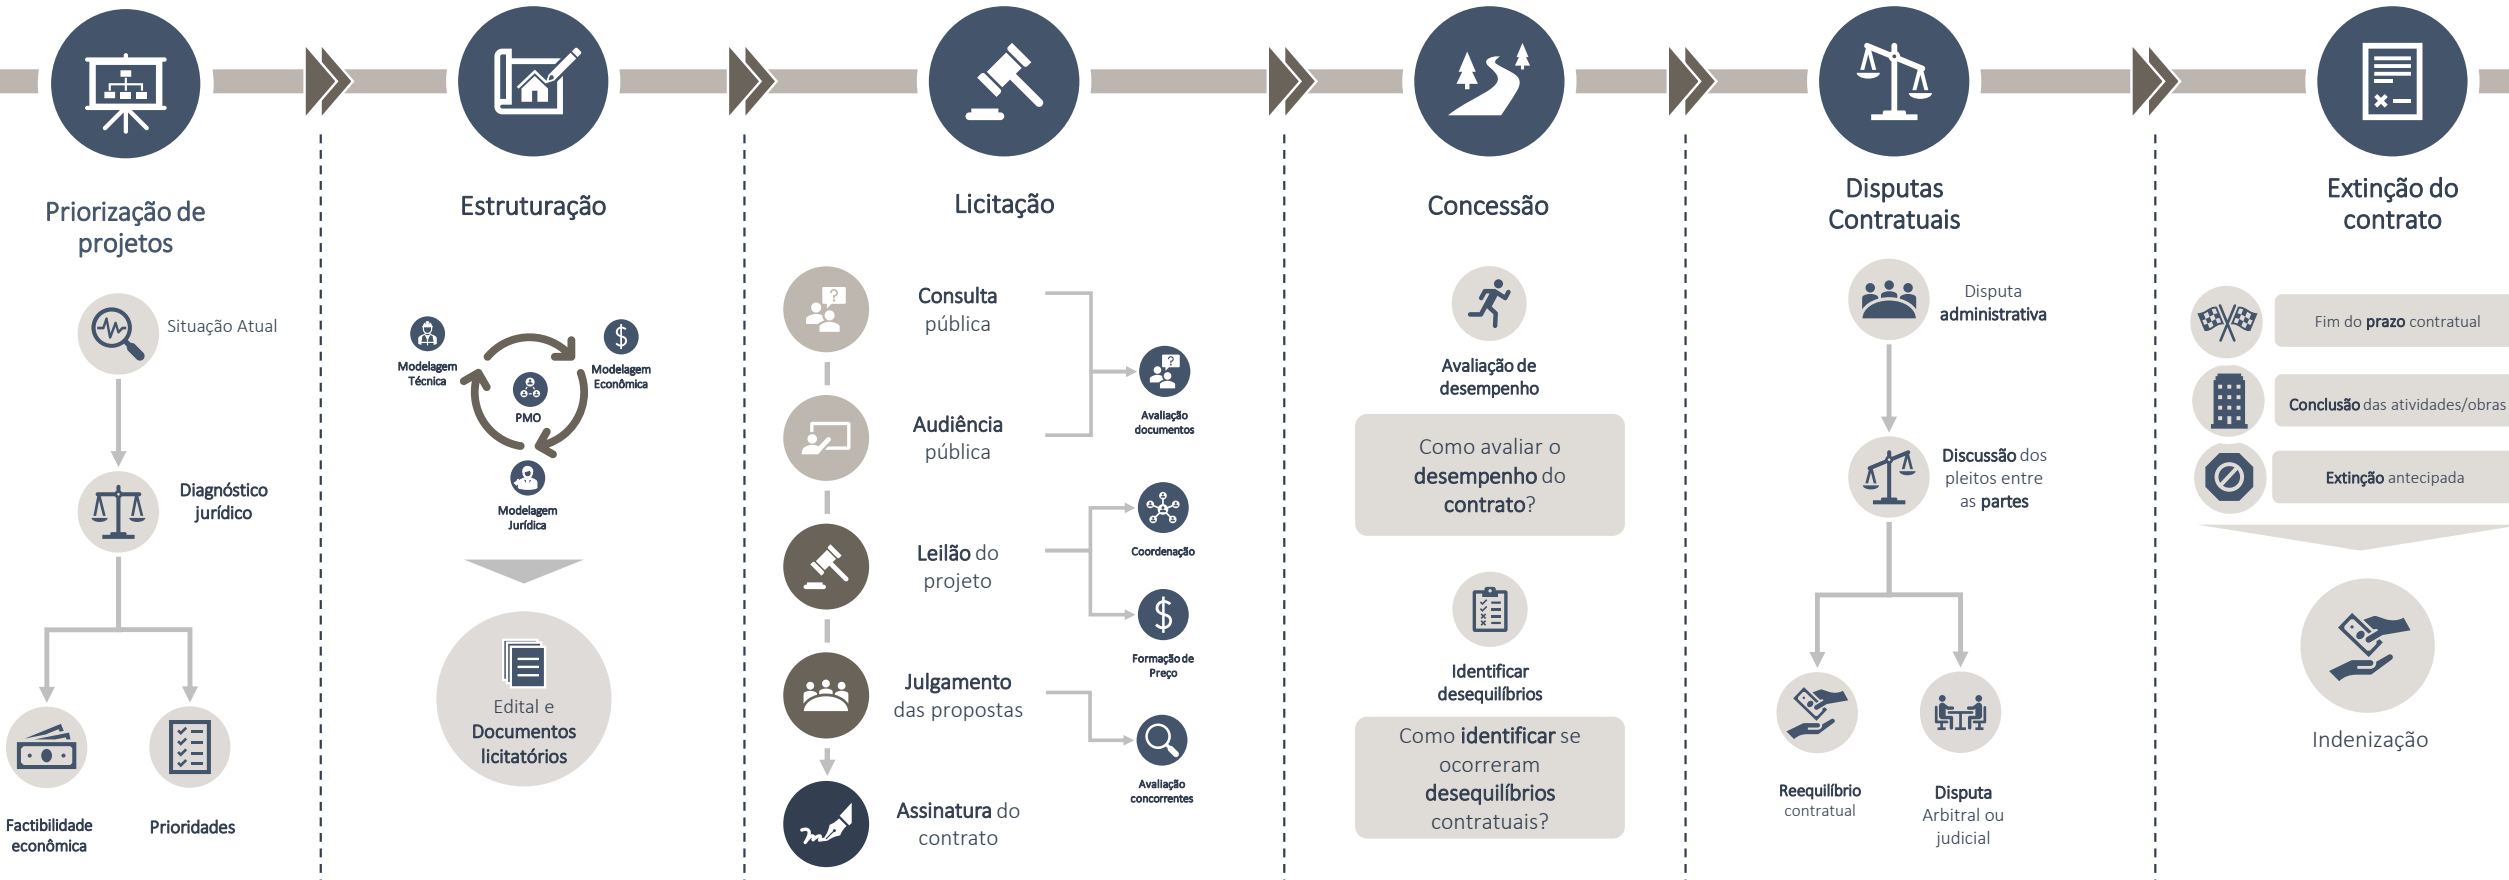 Priorização de
projetos
Situação Atual
Diagnóstico
jurídico
Factibilidade
econômica
Prioridades
Estruturação
Modelagem
Técnica
Modelagem
Econômica
PMO
Modelagem
Jurídica
Edital e
Documentos
licitatórios
Licitação
Consulta
pública
Audiência
pública
Avaliação
documentos
Leilão do
projeto
Coordenação
Formação de
Preço
Julgamento
das propostas
Avaliação
concorrentes
Assinatura do
contrato
Concessão
Avaliação de
desempenho
Como avaliar o
desempenho do
contrato?
Identificar
desequilíbrios
Como identificar se
ocorreram
desequilíbrios
contratuais?
Disputas
Contratuais
Disputa
administrativa
Discussão dos
pleitos entre
as partes
Reequilíbrio
contratual
Disputa
Arbitral ou
judicial
Extinção do
contrato
Fim do prazo contratual
Conclusão das atividades/obras
Extinção antecipada
Indenização